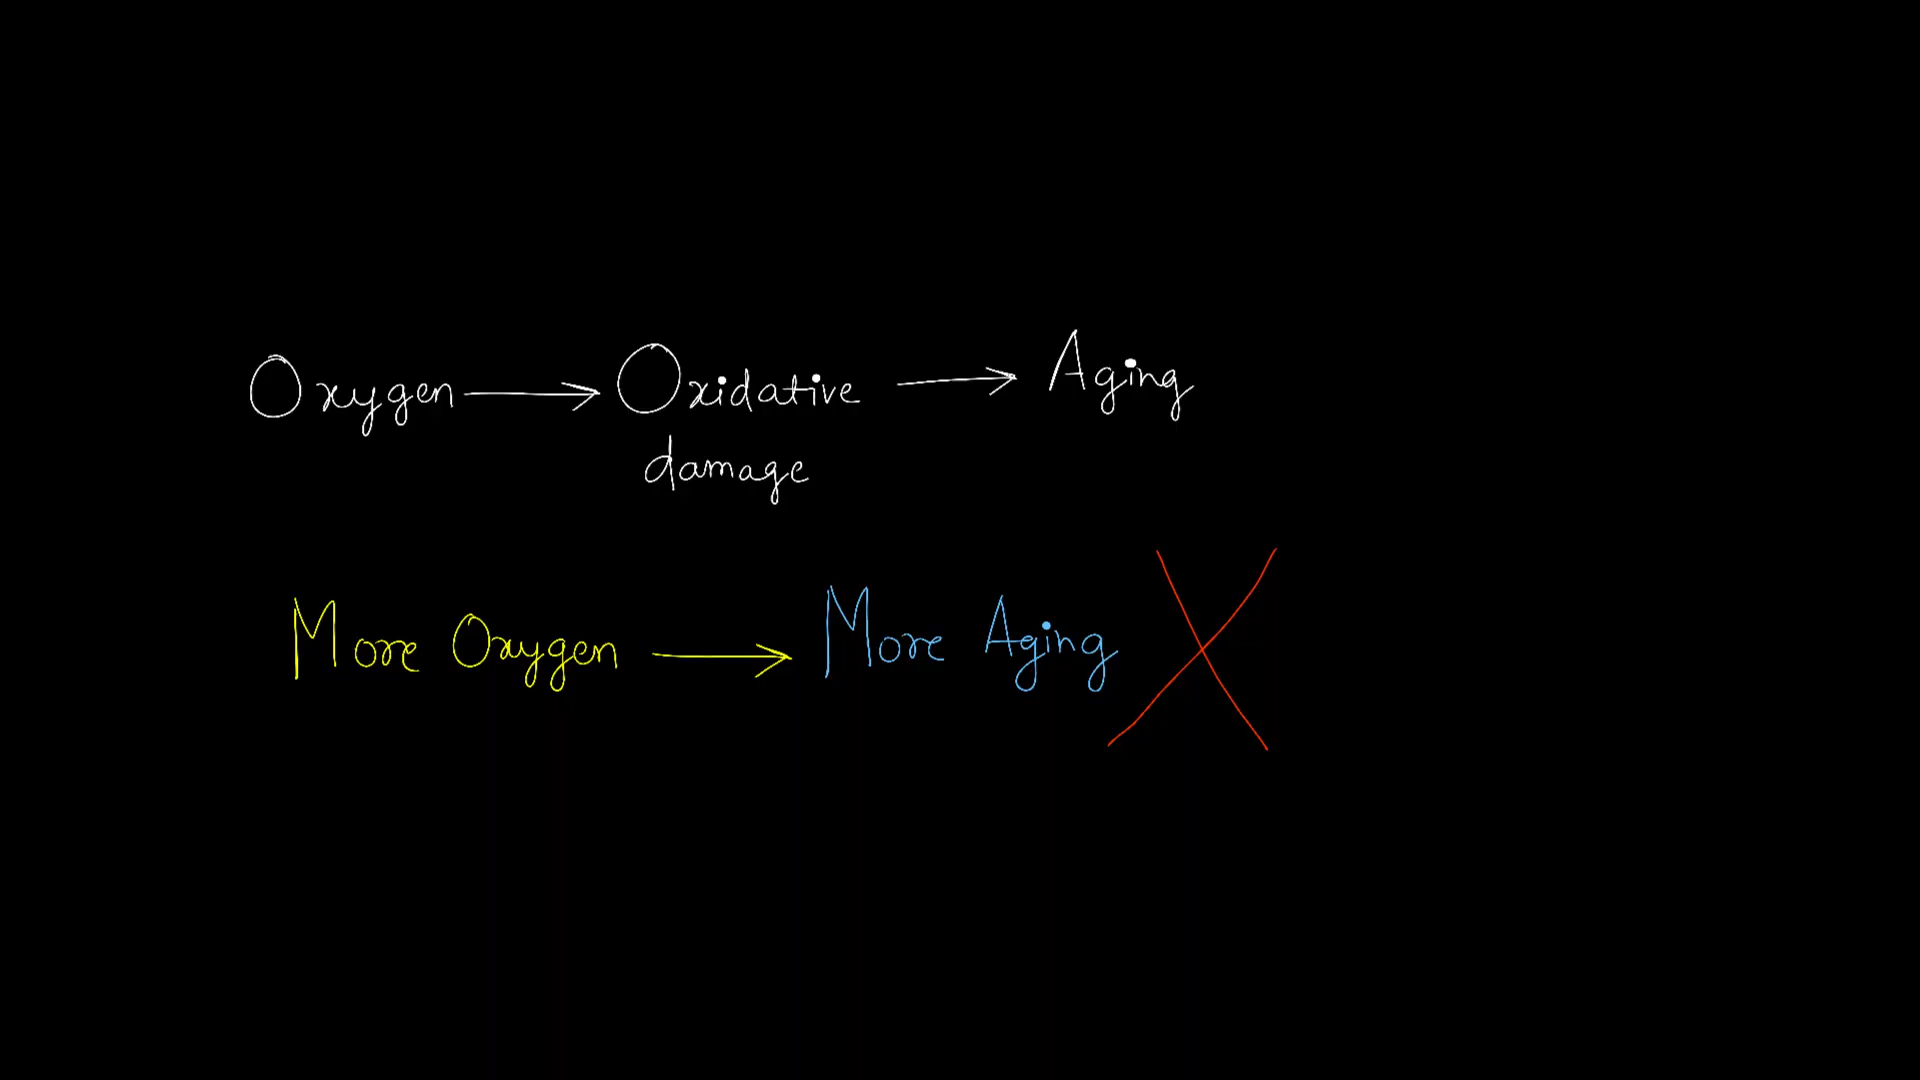 Oxygen → Oxidative → Aging
damage
More Oxygen → More Aging X